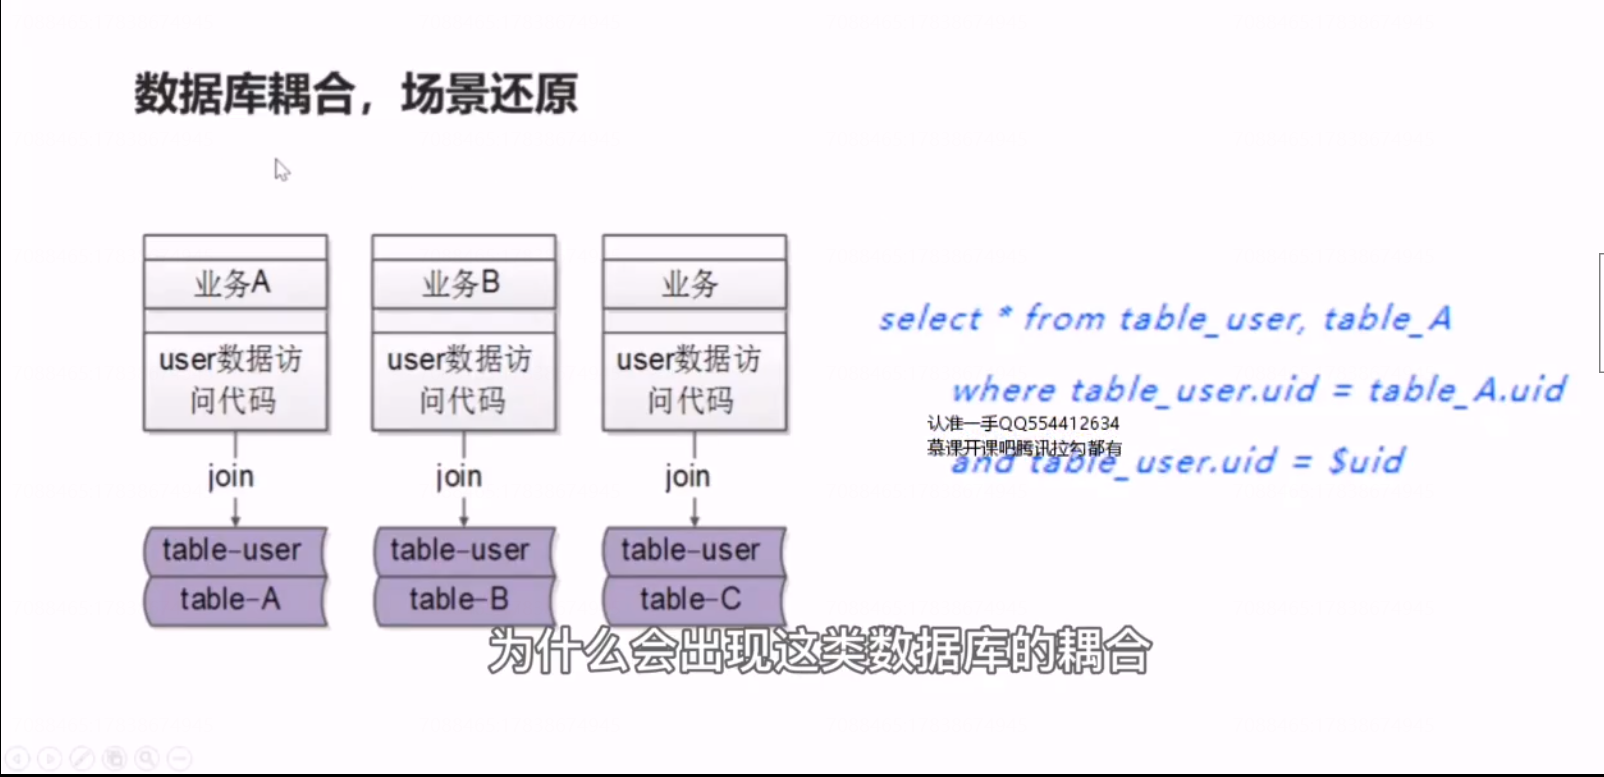 数据库耦合，场景还原
业务A
user数据访
问代码
join
table-user
table-A
业务B
user数据访
问代码
join
table-user
table-B
业务
user数据访
问代码
join
table-user
table-C
select * from table_user, table_A
where table_user.uid = table_A.uid
认准一手QQ554412634
慕课开课吧腾讯拉勾都有
and table_user.uid = $uid
为什么会出现这类数据库的耦合